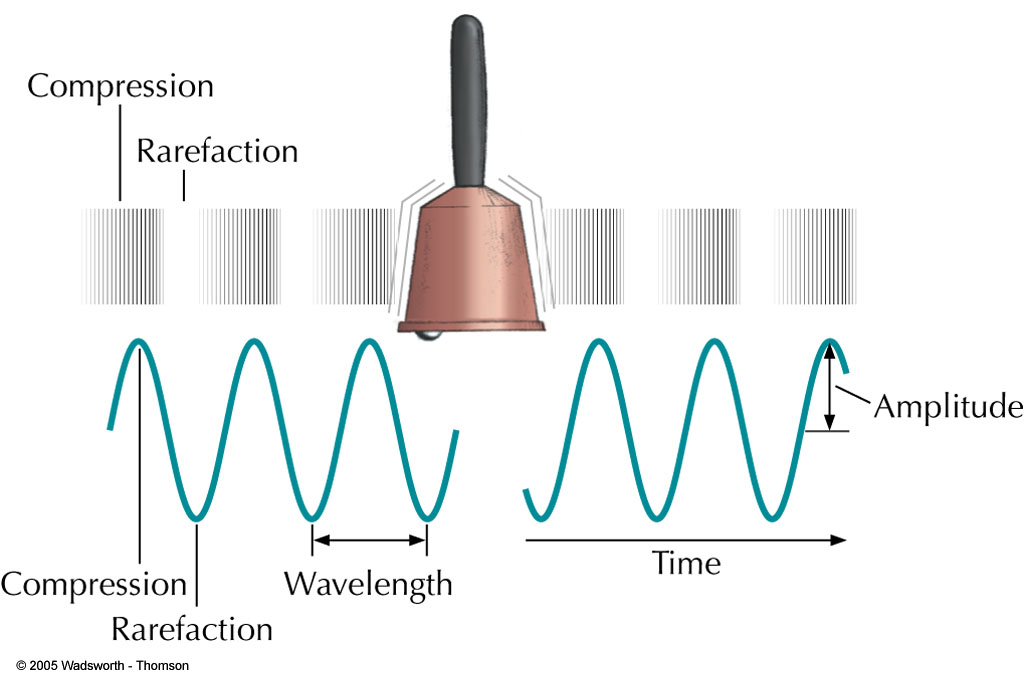 Compression
Rarefaction
Amplitude
Time
Compression
Wavelength
Rarefaction
© 2005 Wadsworth - Thomson